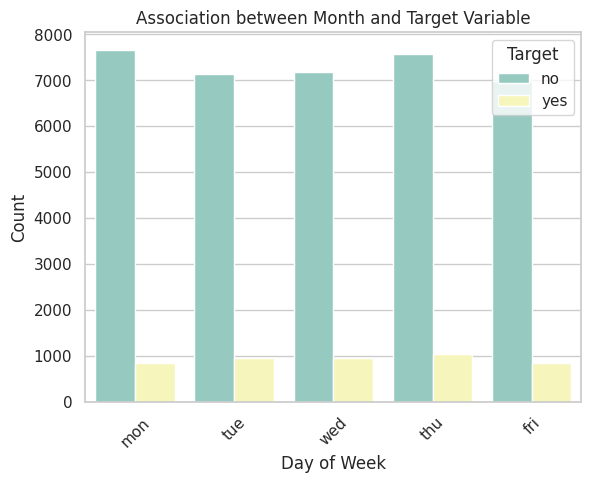 Association between Month and Target Variable
8000
7000
6000
5000
4000
3000
2000
1000
0
Count
Target
no
yes
mon
tue
wed
thu
fri
Day of Week